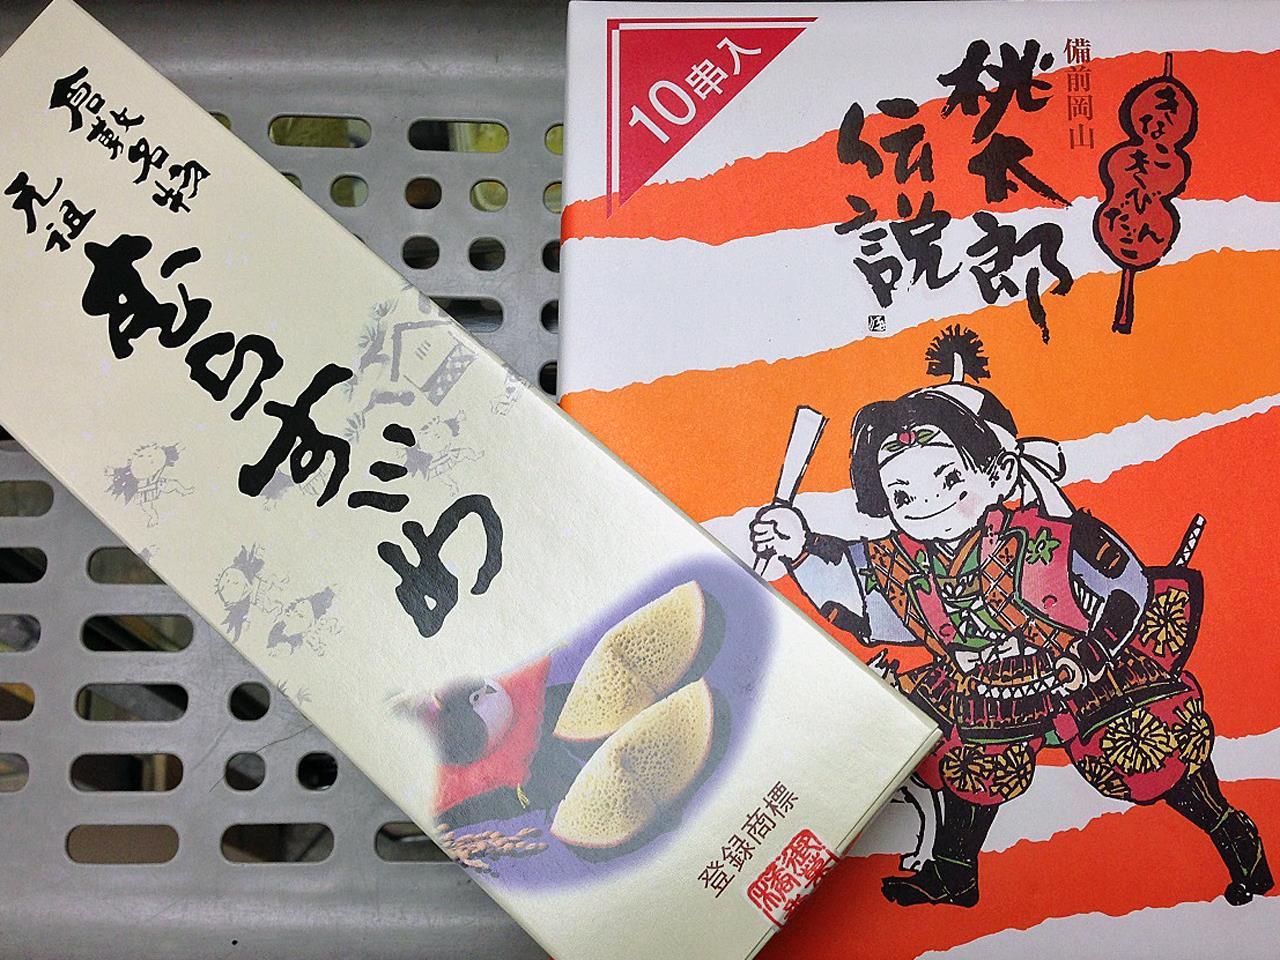 倉敷名物
元祖
むらすゞめ
登録商標
10串入
備前岡山
桃太郎
伝説
きなこ
きび
だんご